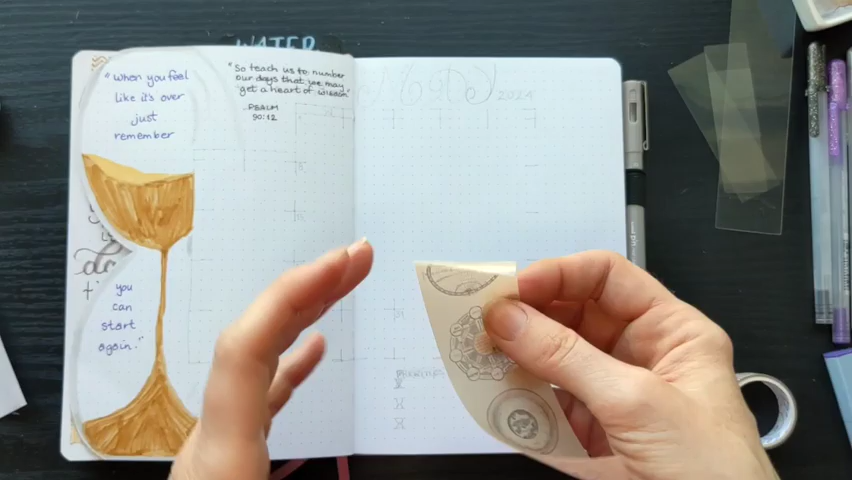 WATER
"When you feel
like it's over
just
remember
you
can
start
again."
"So teach us to number
our days that we may
get a heart of wisdom"
PSALM
90:12
2024